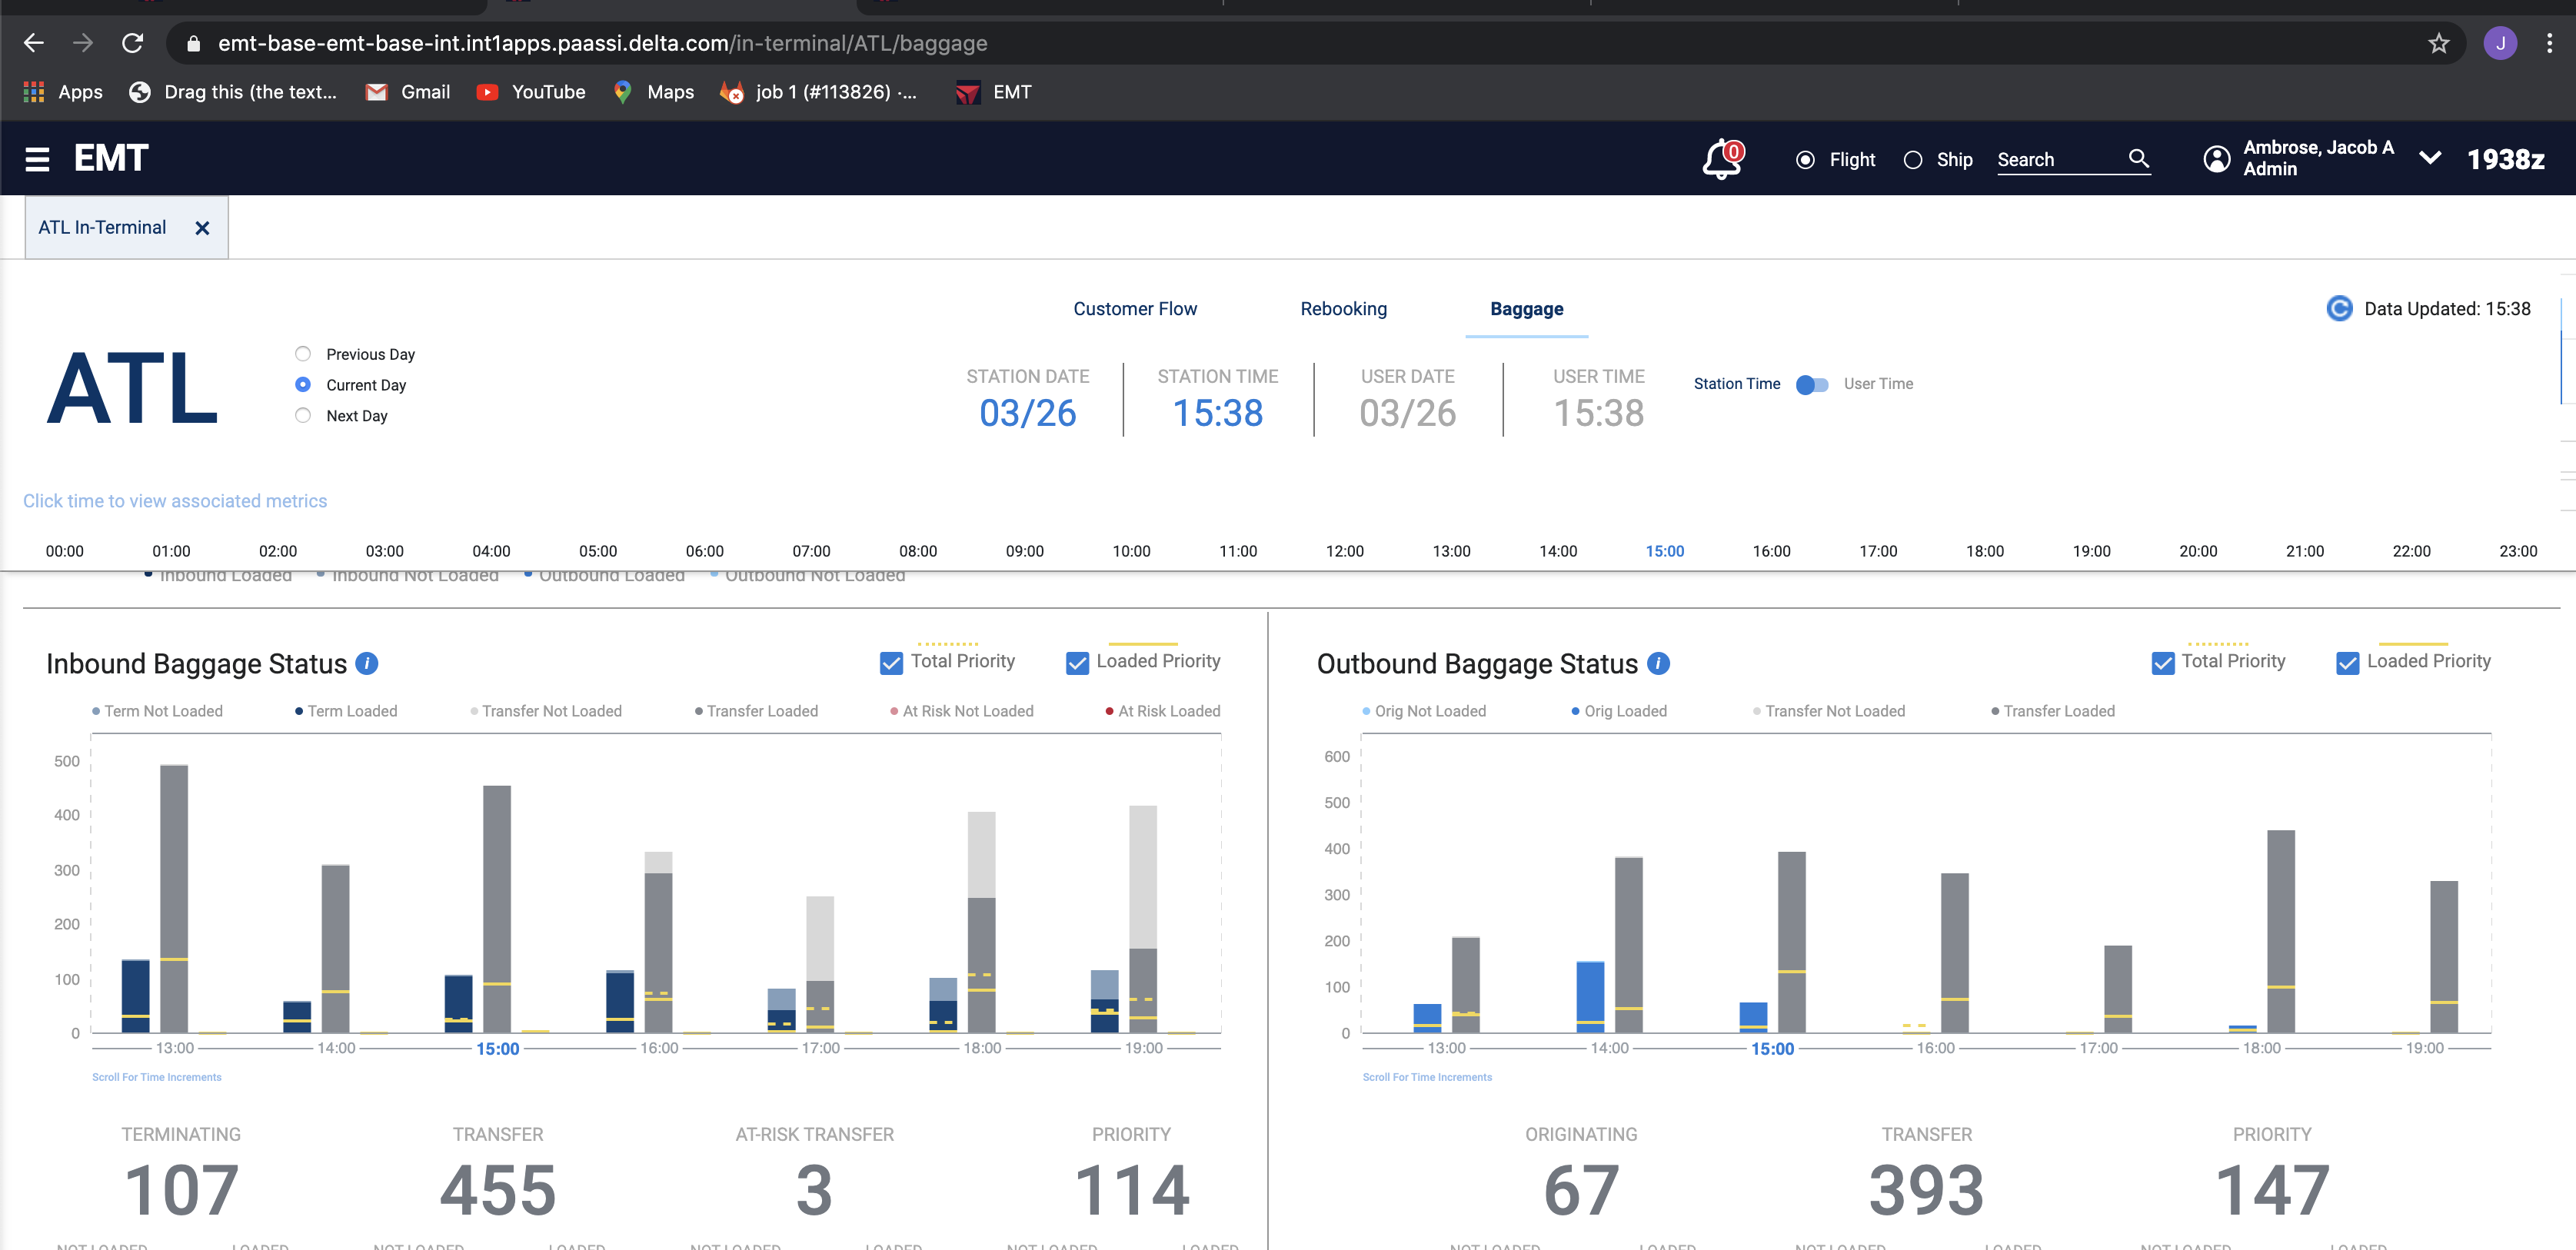 emt-base-emt-base-int.int1apps.paassi.delta.com/in-terminal/ATL/baggage
J
Apps
Drag this (the text...
Gmail
YouTube
Maps
job 1 (#113826) ·...
EMT
EMT
0
Flight
Ship
Search
Ambrose, Jacob A
Admin
1938z
ATL In-Terminal
Customer Flow
Rebooking
Baggage
Data Updated: 15:38
ATL
Previous Day
Current Day
Next Day
STATION DATE
03/26
STATION TIME
15:38
USER DATE
03/26
USER TIME
15:38
Station Time
User Time
Click time to view associated metrics
00:00 01:00 02:00 03:00 04:00 05:00 06:00 07:00 08:00 09:00 10:00 11:00 12:00 13:00 14:00 15:00 16:00 17:00 18:00 19:00 20:00 21:00 22:00 23:00
Inbound Loaded Inbound Not Loaded Outbound Loaded Outbound Not Loaded
Inbound Baggage Status i
Total Priority
Loaded Priority
Term Not Loaded Term Loaded Transfer Not Loaded Transfer Loaded At Risk Not Loaded At Risk Loaded
500
400
300
200
100
0
13:00 14:00 15:00 16:00 17:00 18:00 19:00
Scroll For Time Increments
TERMINATING TRANSFER AT-RISK TRANSFER PRIORITY
107 455 3 114
NOT LOADED LOADED NOT LOADED LOADED NOT LOADED LOADED NOT LOADED LOADED
Outbound Baggage Status i
Total Priority
Loaded Priority
Orig Not Loaded Orig Loaded Transfer Not Loaded Transfer Loaded
600
500
400
300
200
100
0
13:00 14:00 15:00 16:00 17:00 18:00 19:00
Scroll For Time Increments
ORIGINATING TRANSFER PRIORITY
67 393 147
NOT LOADED LOADED NOT LOADED LOADED NOT LOADED LOADED